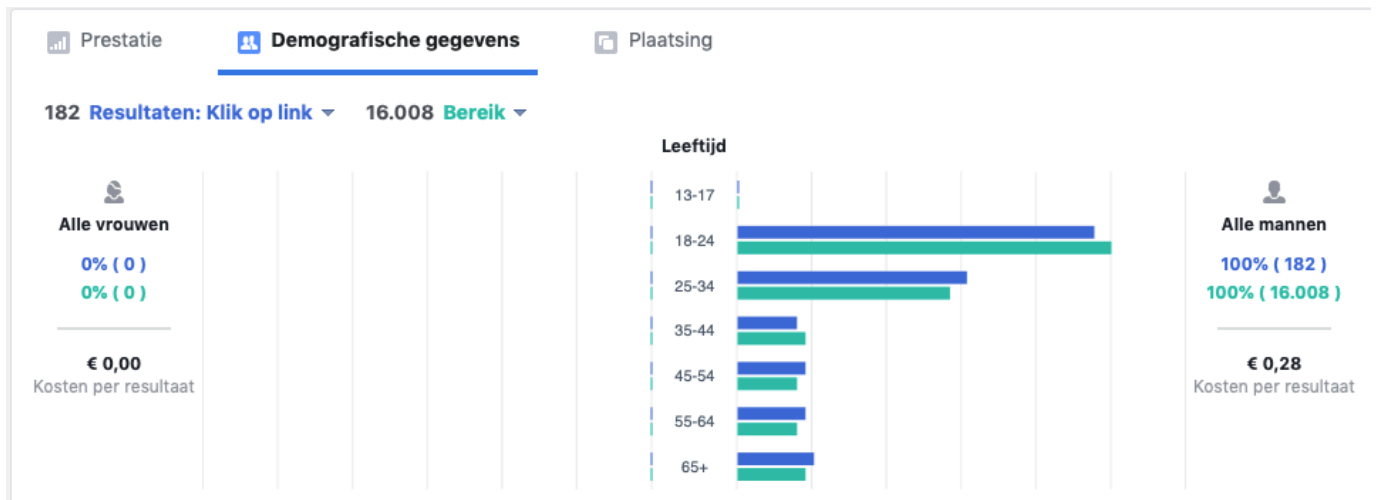 Prestatie
Demografische gegevens
Plaatsing
182 Resultaten: Klik op link
16.008 Bereik
Leeftijd
Alle vrouwen
0% ( 0 )
0% ( 0 )
€ 0,00
Kosten per resultaat
13-17
18-24
25-34
35-44
45-54
55-64
65+
Alle mannen
100% ( 182 )
100% ( 16.008 )
€ 0,28
Kosten per resultaat